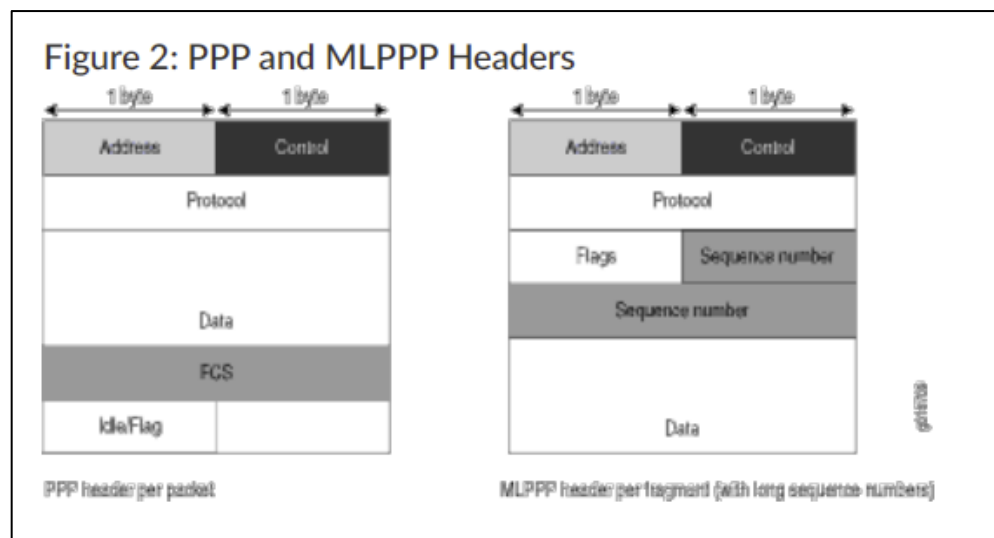 Figure 2: PPP and MLPPP Headers
1 byte 1 byte
Address Control
Protocol
Data
FCS
Idle/Flag
PPP header per packet
1 byte 1 byte
Address Control
Protocol
Flags Sequence number
Sequence number
Data
MLPPP header per fragment (with long sequence numbers)